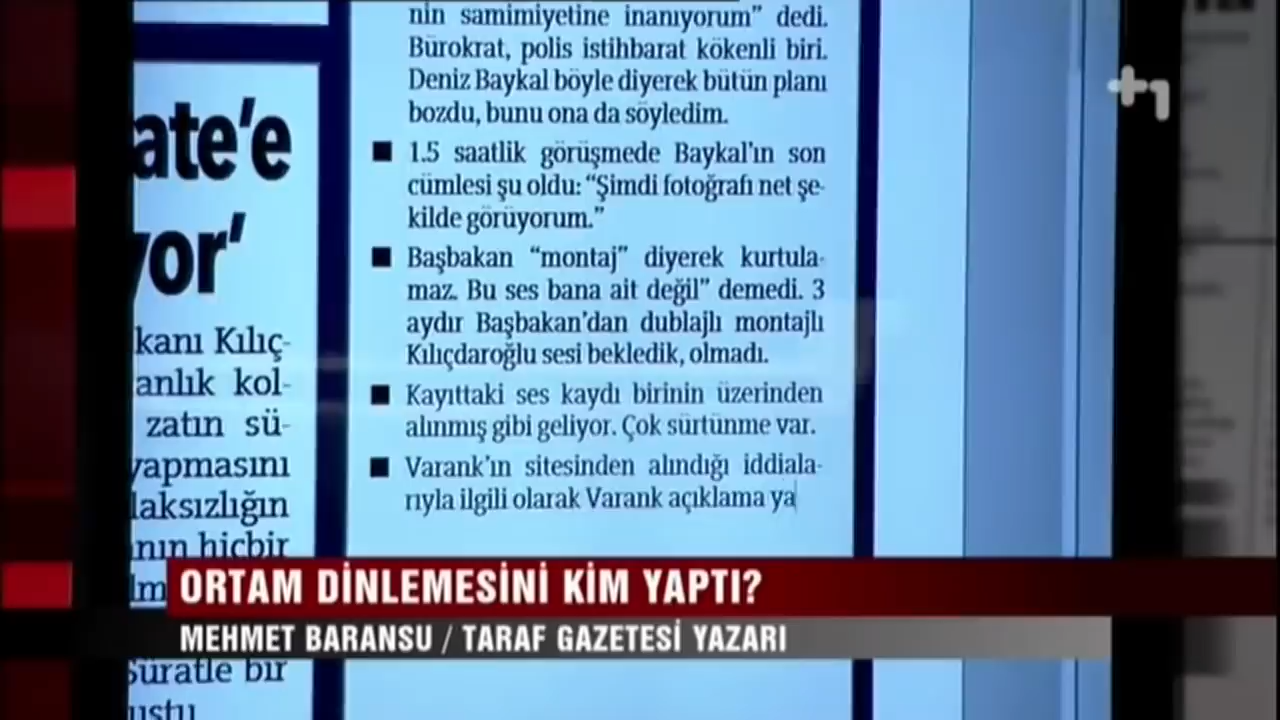 nin samimiyetine inanıyorum” dedi.
Bürokrat, polis istihbarat kökenli biri.
Deniz Baykal böyle diyerek bütün planı
bozdu, bunu ona da söyledim.
■ 1.5 saatlik görüşmede Baykal’ın son
cümlesi şu oldu: “Şimdi fotoğrafı net şe-
kilde görüyorum.”
■ Başbakan “montaj” diyerek kurtula-
maz. Bu ses bana ait değil” demedi. 3
aydır Başbakan’dan dublajlı montajlı
Kılıçdaroğlu sesi bekledik, olmadı.
■ Kayıttaki ses kaydı birinin üzerinden
alınmış gibi geliyor. Çok sürtünme var.
■ Varank’ın sitesinden alındığı iddiala-
rıyla ilgili olarak Varank açıklama ya
ate’e
yor’
kanı Kılıç-
anlık kol-
zatın sü-
yapmasını
laksızlığın
nın hiçbir
lm
Süratle bir
ustu
+1
ORTAM DİNLEMESİNİ KİM YAPTI?
MEHMET BARANSU / TARAF GAZETESİ YAZARI